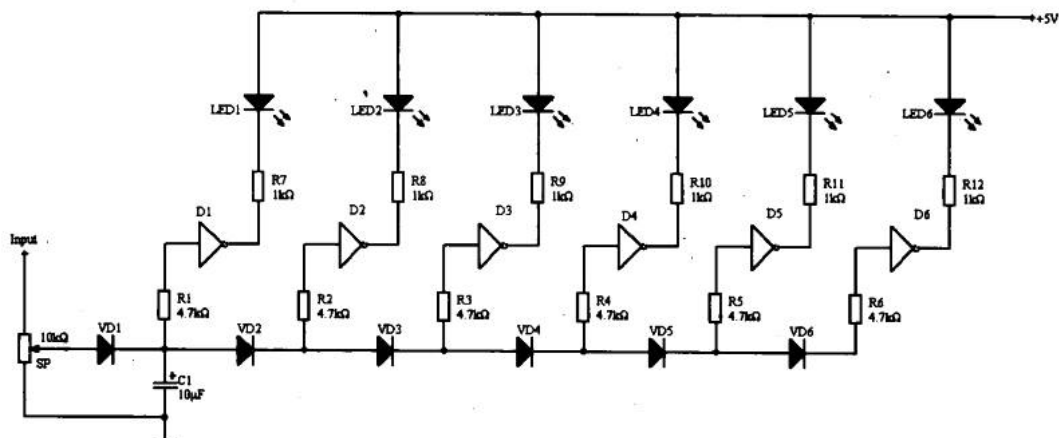 +5V
LED1
LED2
LED3
LED4
LED5
LED6
R7
1kΩ
R8
1kΩ
R9
1kΩ
R10
1kΩ
R11
1kΩ
R12
1kΩ
D1
D2
D3
D4
D5
D6
Input
R1
4.7kΩ
R2
4.7kΩ
R3
4.7kΩ
R4
4.7kΩ
R5
4.7kΩ
R6
4.7kΩ
10kΩ
SP
VD1
VD2
VD3
VD4
VD5
VD6
+
C1
10μF